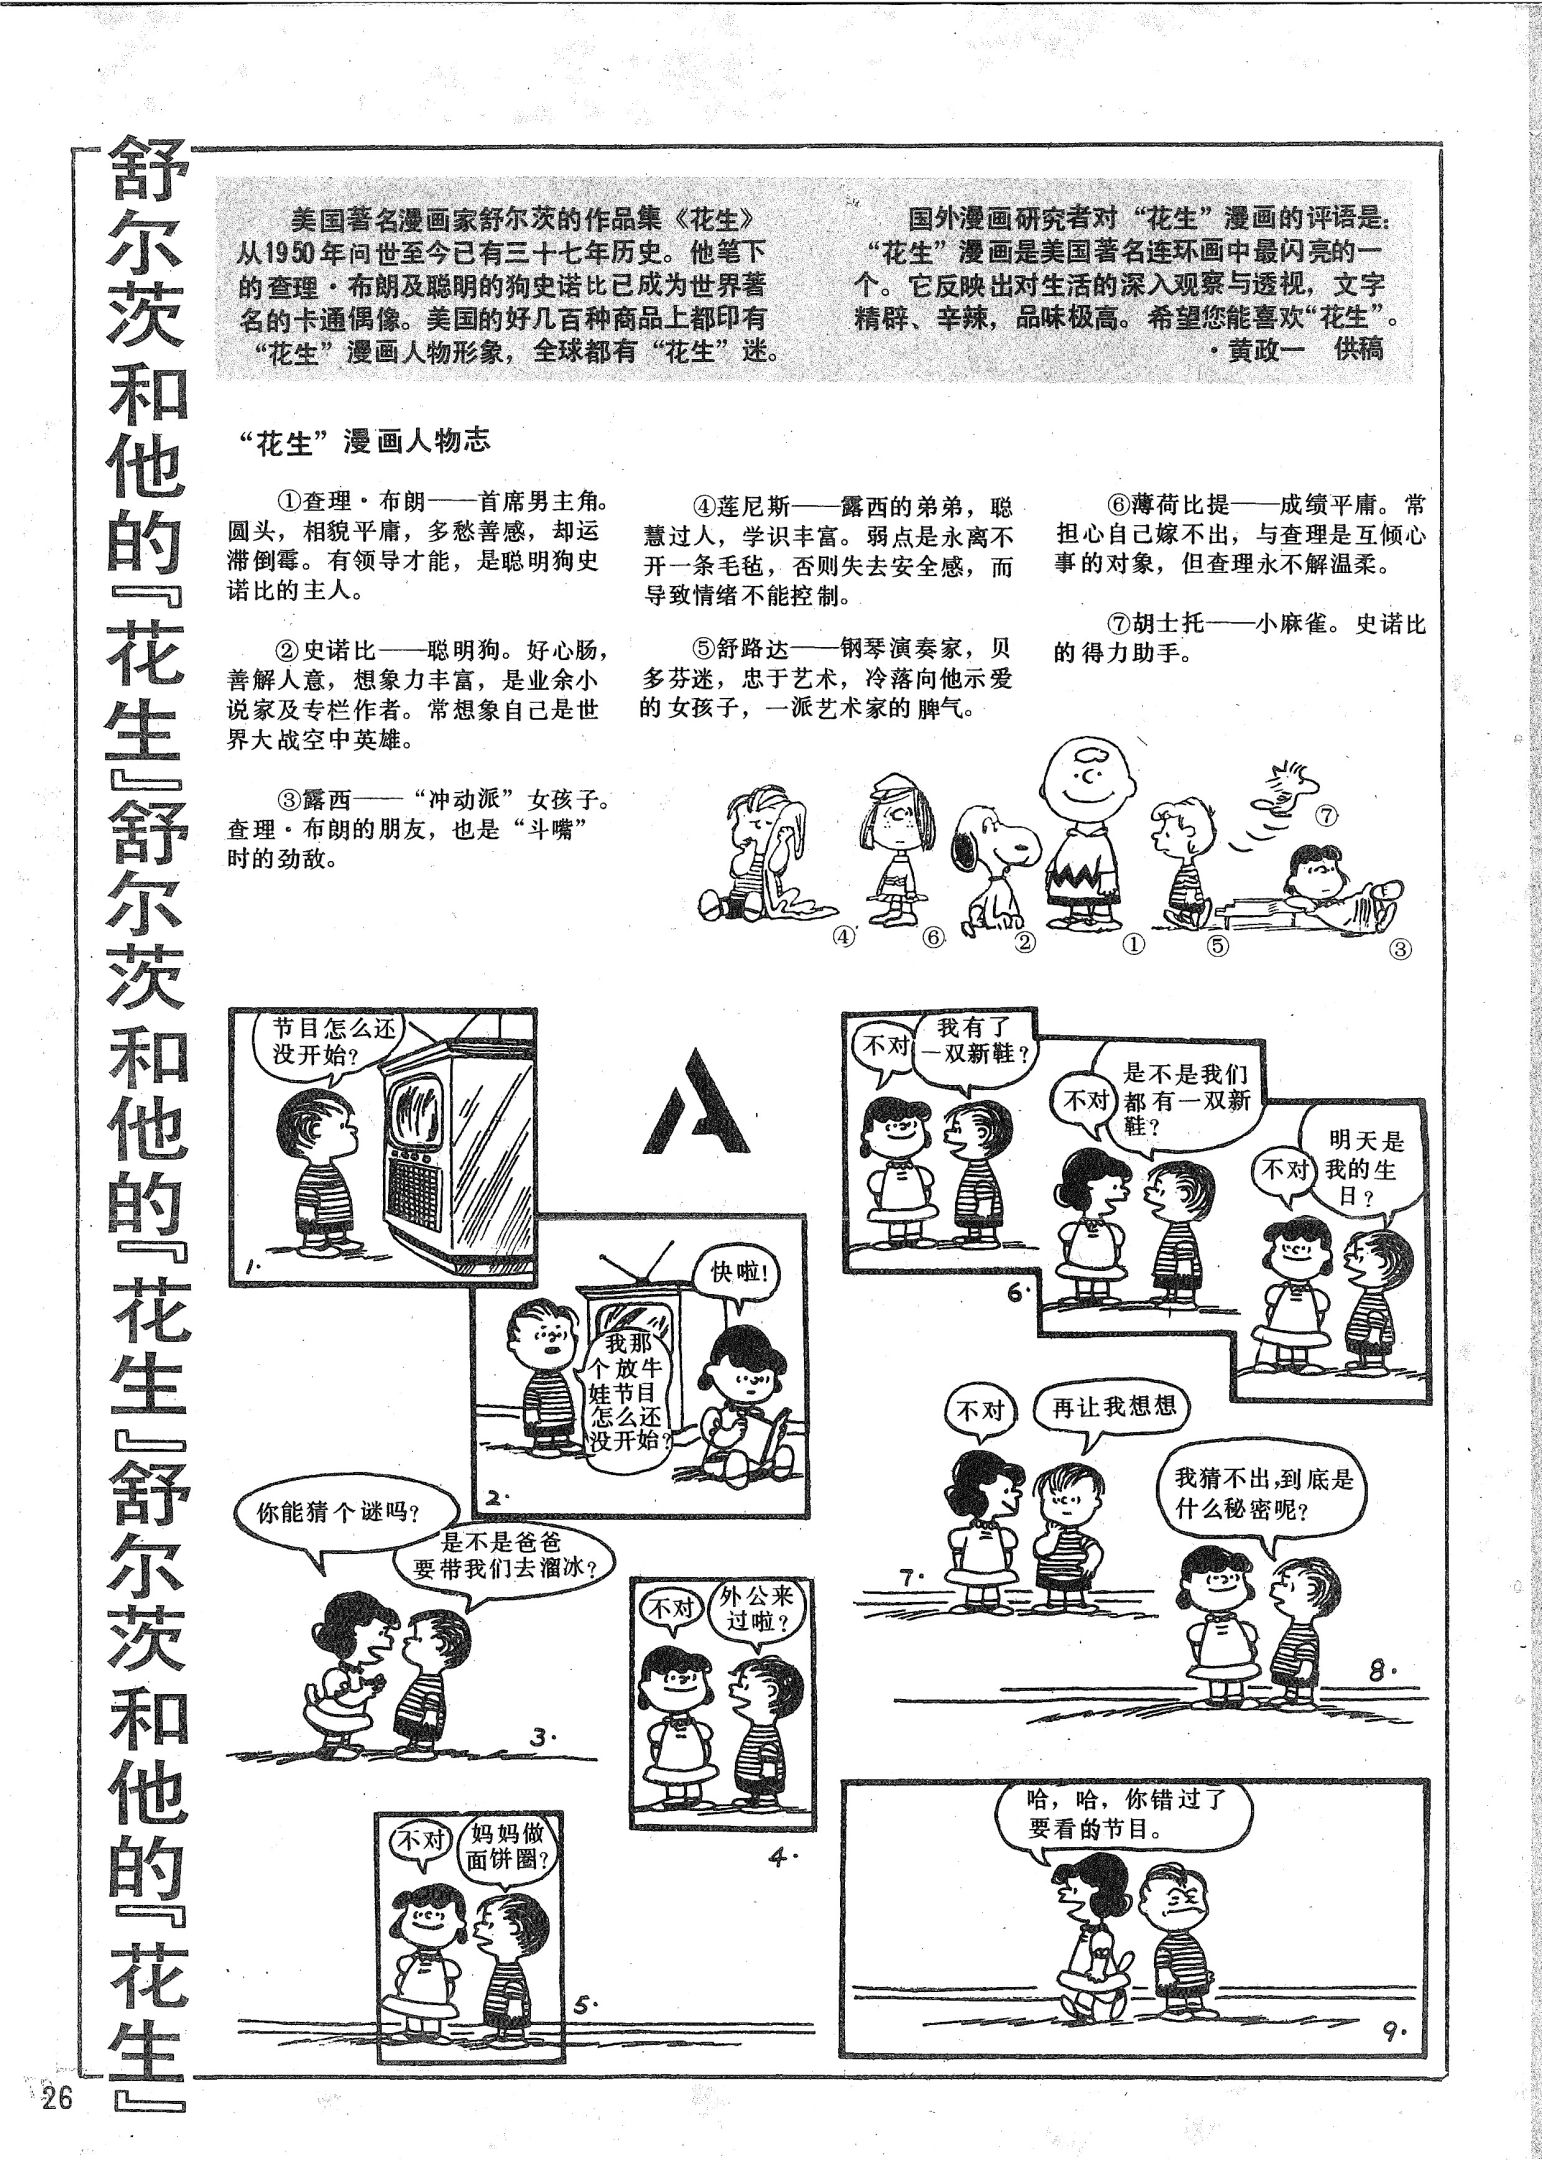 舒尔茨和他的『花生』舒尔茨和他的『花生』舒尔茨和他的『花生』
美国著名漫画家舒尔茨的作品集《花生》
从1950年问世至今已有三十七年历史。他笔下
的查理·布朗及聪明的狗史诺比已成为世界著
名的卡通偶像。美国的好几百种商品上都印有
“花生”漫画人物形象，全球都有“花生”迷。
国外漫画研究者对“花生”漫画的评语是：
“花生”漫画是美国著名连环画中最闪亮的一
个。它反映出对生活的深入观察与透视，文字
精辟、辛辣，品味极高。希望您能喜欢“花生”。
·黄政一　供稿
“花生”漫画人物志
①查理·布朗——首席男主角。
圆头，相貌平庸，多愁善感，却运
滞倒霉。有领导才能，是聪明狗史
诺比的主人。
②史诺比——聪明狗。好心肠，
善解人意，想象力丰富，是业余小
说家及专栏作者。常想象自己是世
界大战空中英雄。
③露西——“冲动派”女孩子。
查理·布朗的朋友，也是“斗嘴”
时的劲敌。
④莲尼斯——露西的弟弟，聪
慧过人，学识丰富。弱点是永离不
开一条毛毡，否则失去安全感，而
导致情绪不能控制。
⑤舒路达——钢琴演奏家，贝
多芬迷，忠于艺术，冷落向他示爱
的女孩子，一派艺术家的脾气。
⑥薄荷比提——成绩平庸。常
担心自己嫁不出，与查理是互倾心
事的对象，但查理永不解温柔。
⑦胡士托——小麻雀。史诺比
的得力助手。
④
⑥
②
①
⑤
⑦
③
节目怎么还
没开始？
1.
A
快啦！
我那
个放牛
娃节目
怎么还
没开始？
2.
你能猜个谜吗？
是不是爸爸
要带我们去溜冰？
3.
不对
外公来
过啦？
4.
不对
妈妈做
面饼圈？
5.
不对
我有了
一双新鞋？
不对
是不是我们
都有一双新
鞋？
不对
明天是
我的生
日？
6.
不对
再让我想想
7.
我猜不出，到底是
什么秘密呢？
8.
哈，哈，你错过了
要看的节目。
9.
26